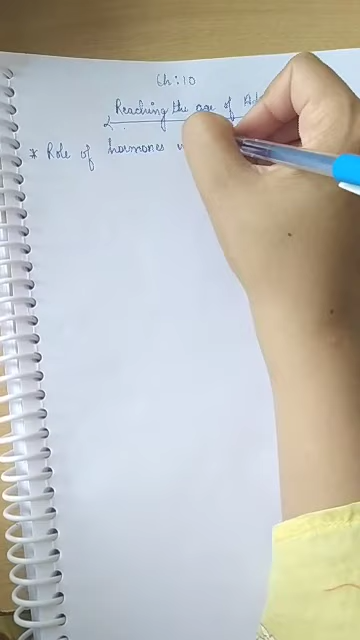 Ch:10
Reaching the age of
* Role of hormones